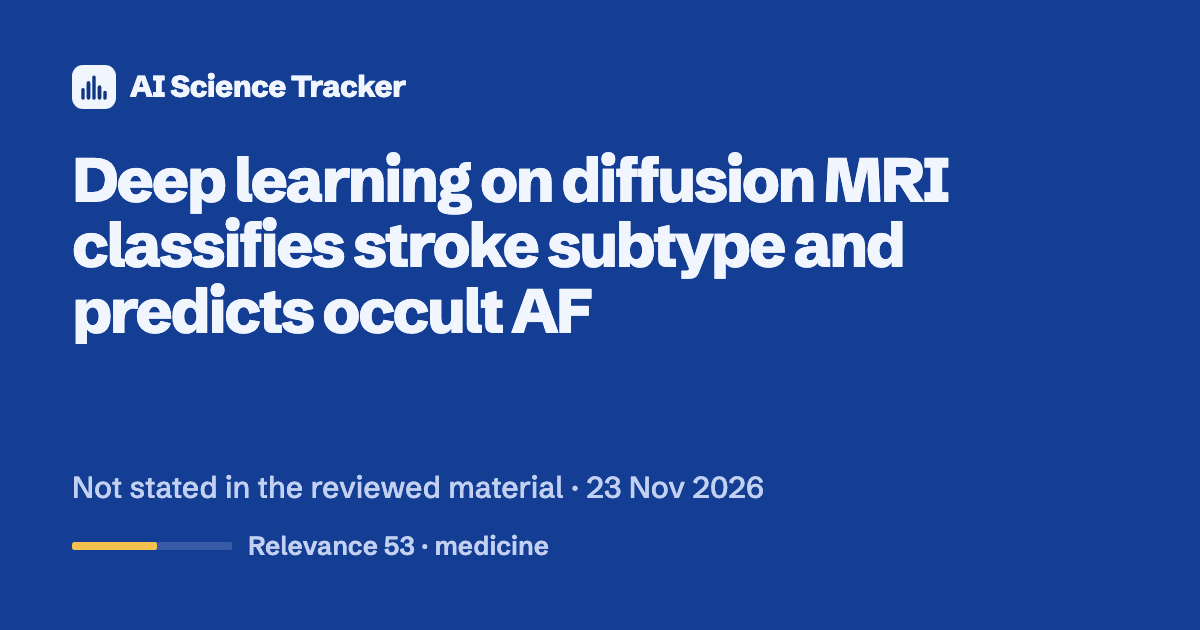 AI Science Tracker
Deep learning on diffusion MRI
classifies stroke subtype and
predicts occult AF
Not stated in the reviewed material · 23 Nov 2026
Relevance 53 · medicine